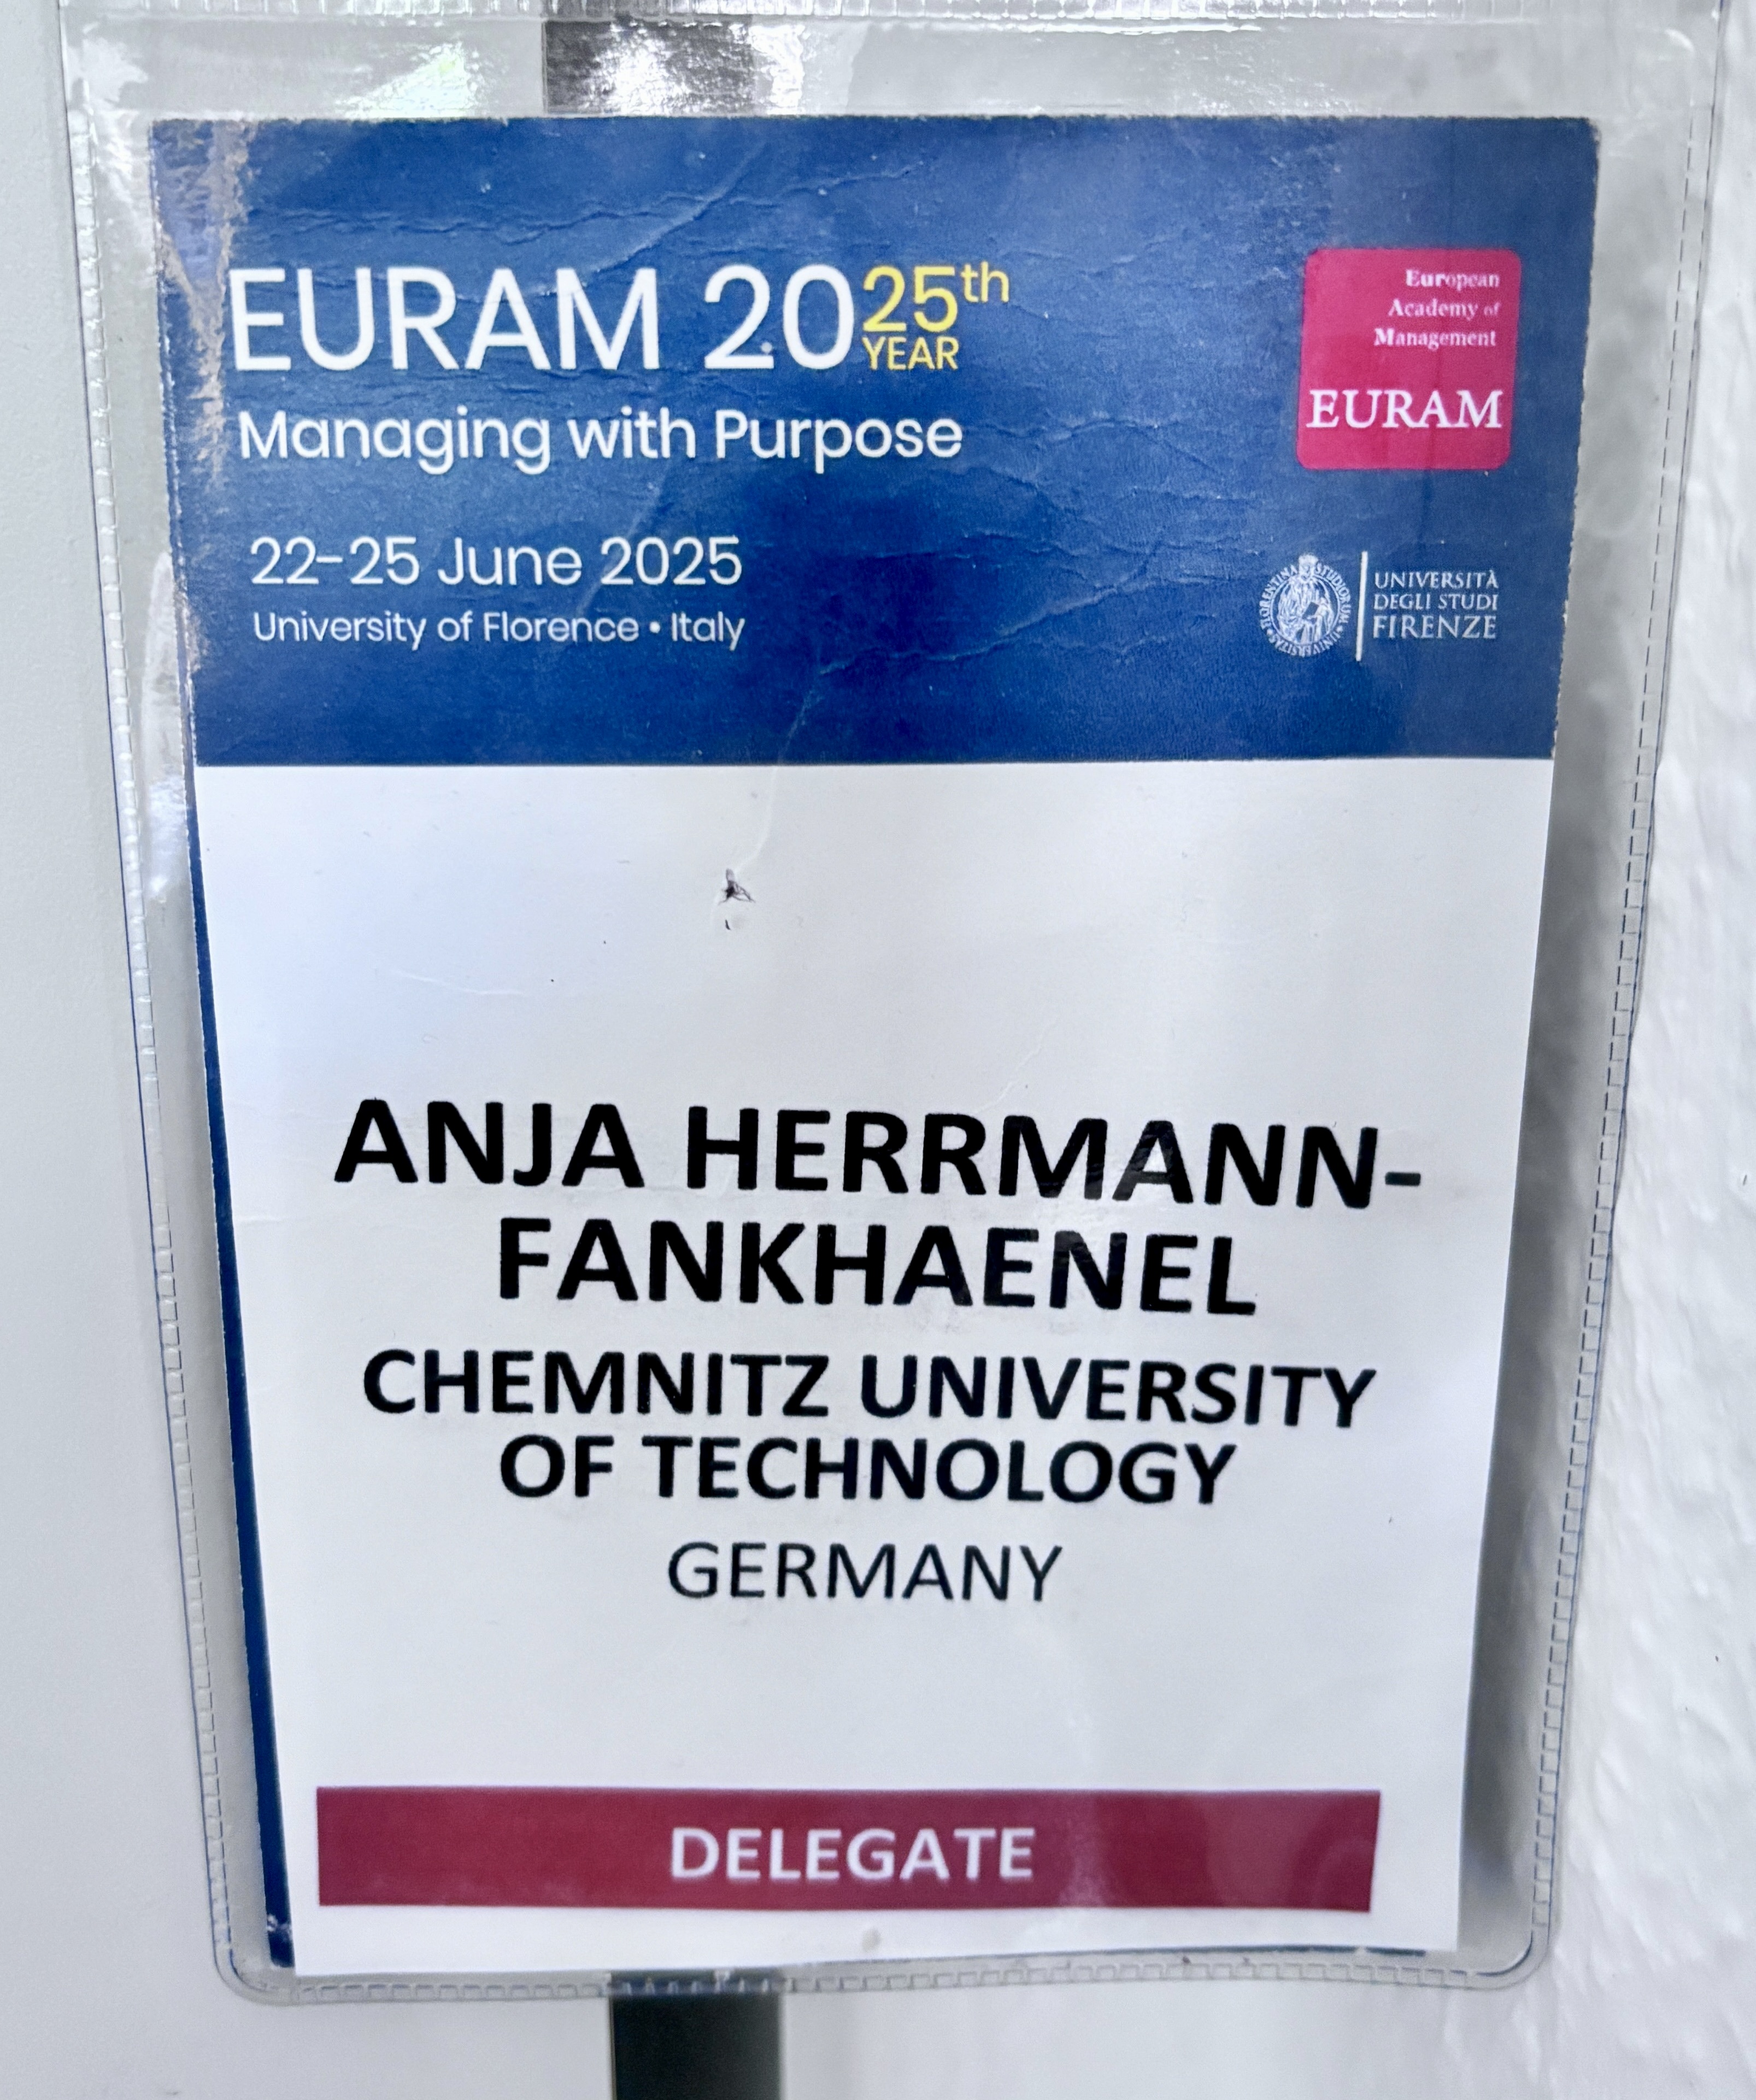 EURAM 2025th
YEAR
Managing with Purpose
22-25 June 2025
University of Florence • Italy
European
Academy of
Management
EURAM
UNIVERSITÀ
DEGLI STUDI
FIRENZE
ANJA HERRMANN-
FANKHAENEL
CHEMNITZ UNIVERSITY
OF TECHNOLOGY
GERMANY
DELEGATE